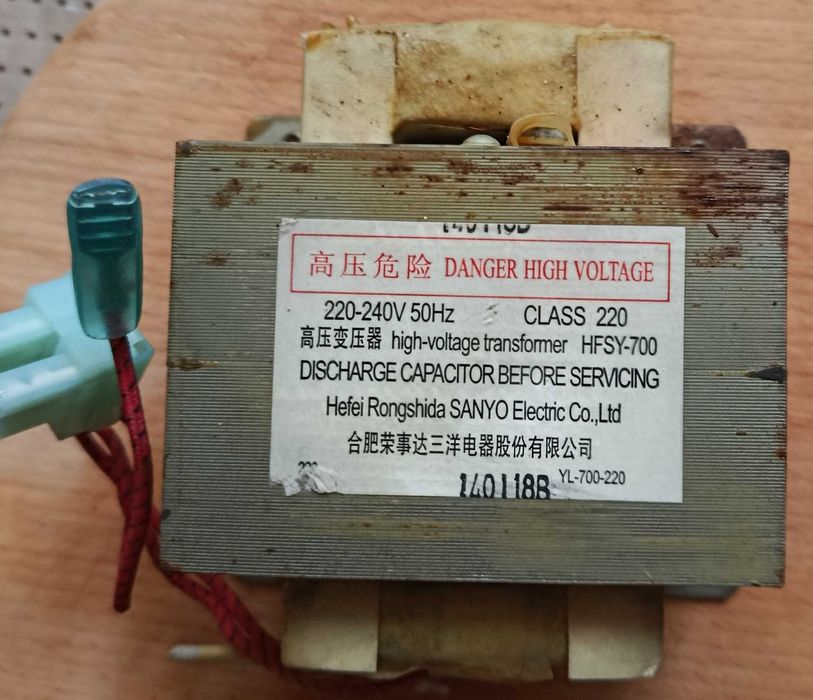 高压危险 DANGER HIGH VOLTAGE
220-240V 50Hz CLASS 220
高压变压器 high-voltage transformer HFSY-700
DISCHARGE CAPACITOR BEFORE SERVICING
Hefei Rongshida SANYO Electric Co.,Ltd
合肥荣事达三洋电器股份有限公司
140118B YL-700-220